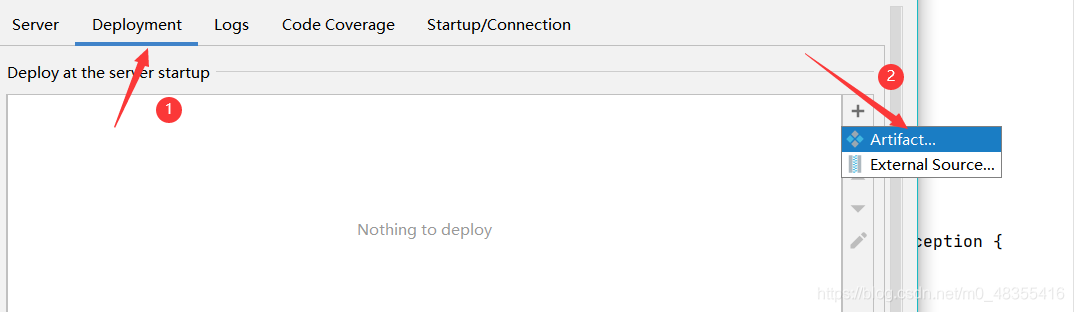 Server Deployment Logs Code Coverage Startup/Connection
Deploy at the server startup
1
2
Artifact...
External Source...
Nothing to deploy
ception {
https://blog.csdn.net/m0_48355416